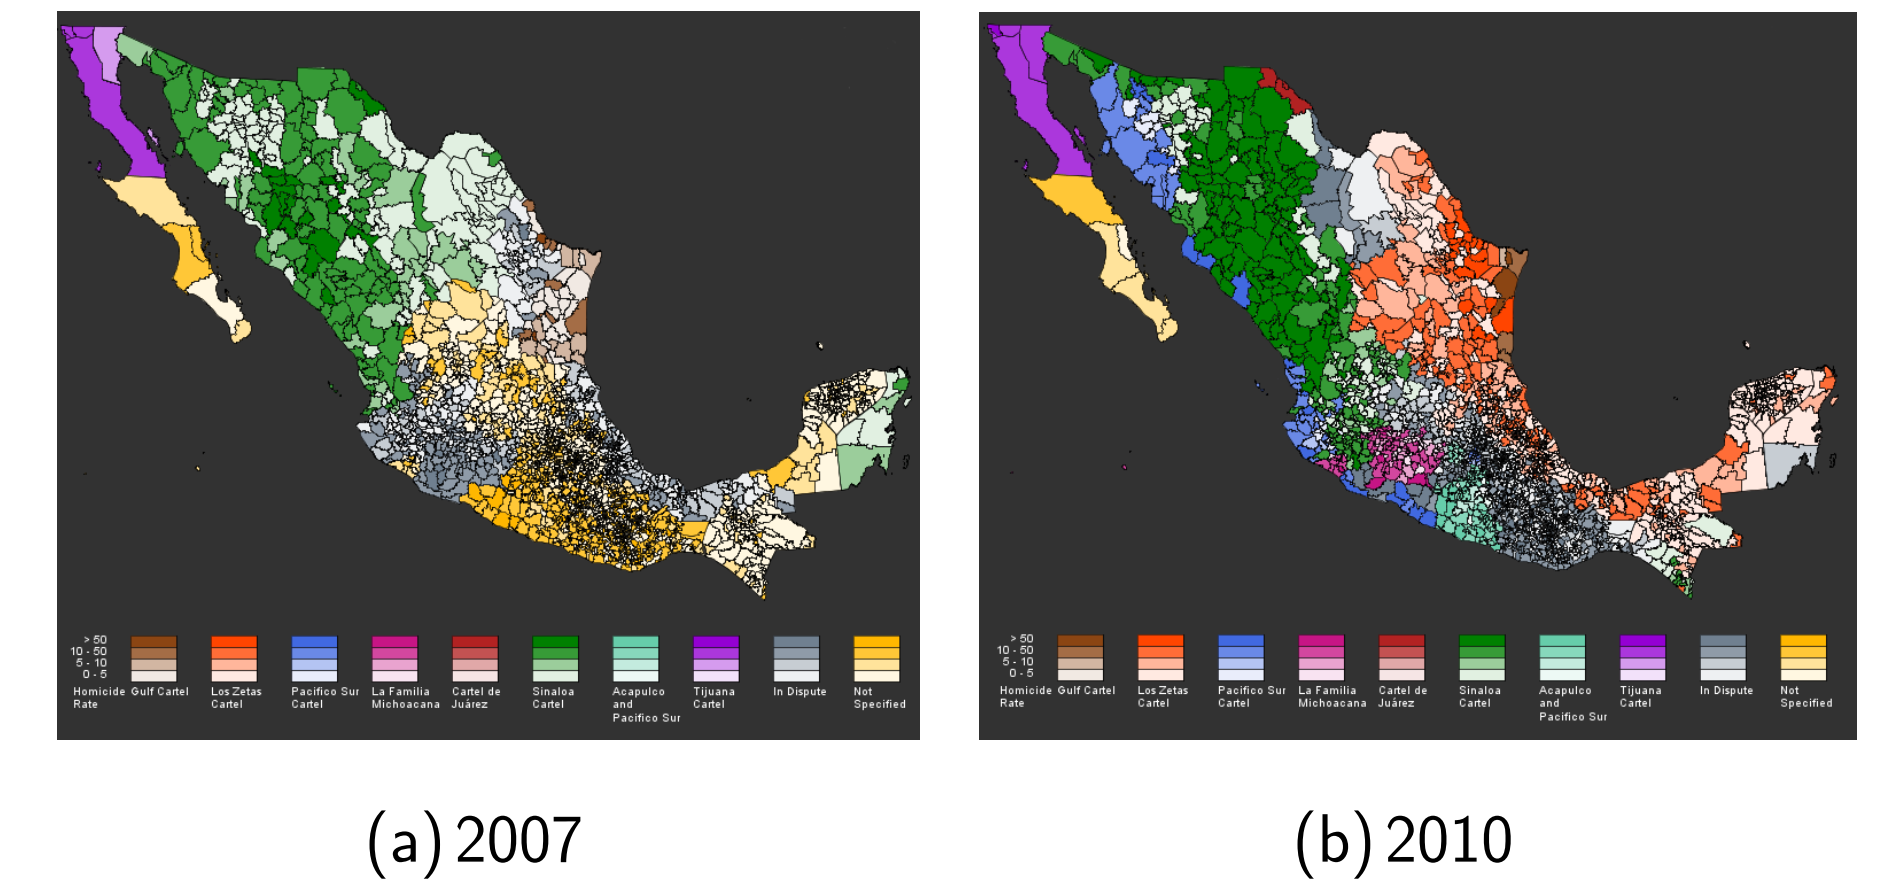 > 50
10 - 50
5 - 10
0 - 5
Homicide Rate
Gulf Cartel
Los Zetas Cartel
Pacifico Sur Cartel
La Familia Michoacana
Cartel de Juárez
Sinaloa Cartel
Acapulco and Pacifico Sur
Tijuana Cartel
In Dispute
Not Specified
> 50
10 - 50
5 - 10
0 - 5
Homicide Rate
Gulf Cartel
Los Zetas Cartel
Pacifico Sur Cartel
La Familia Michoacana
Cartel de Juárez
Sinaloa Cartel
Acapulco and Pacifico Sur
Tijuana Cartel
In Dispute
Not Specified
(a) 2007
(b) 2010